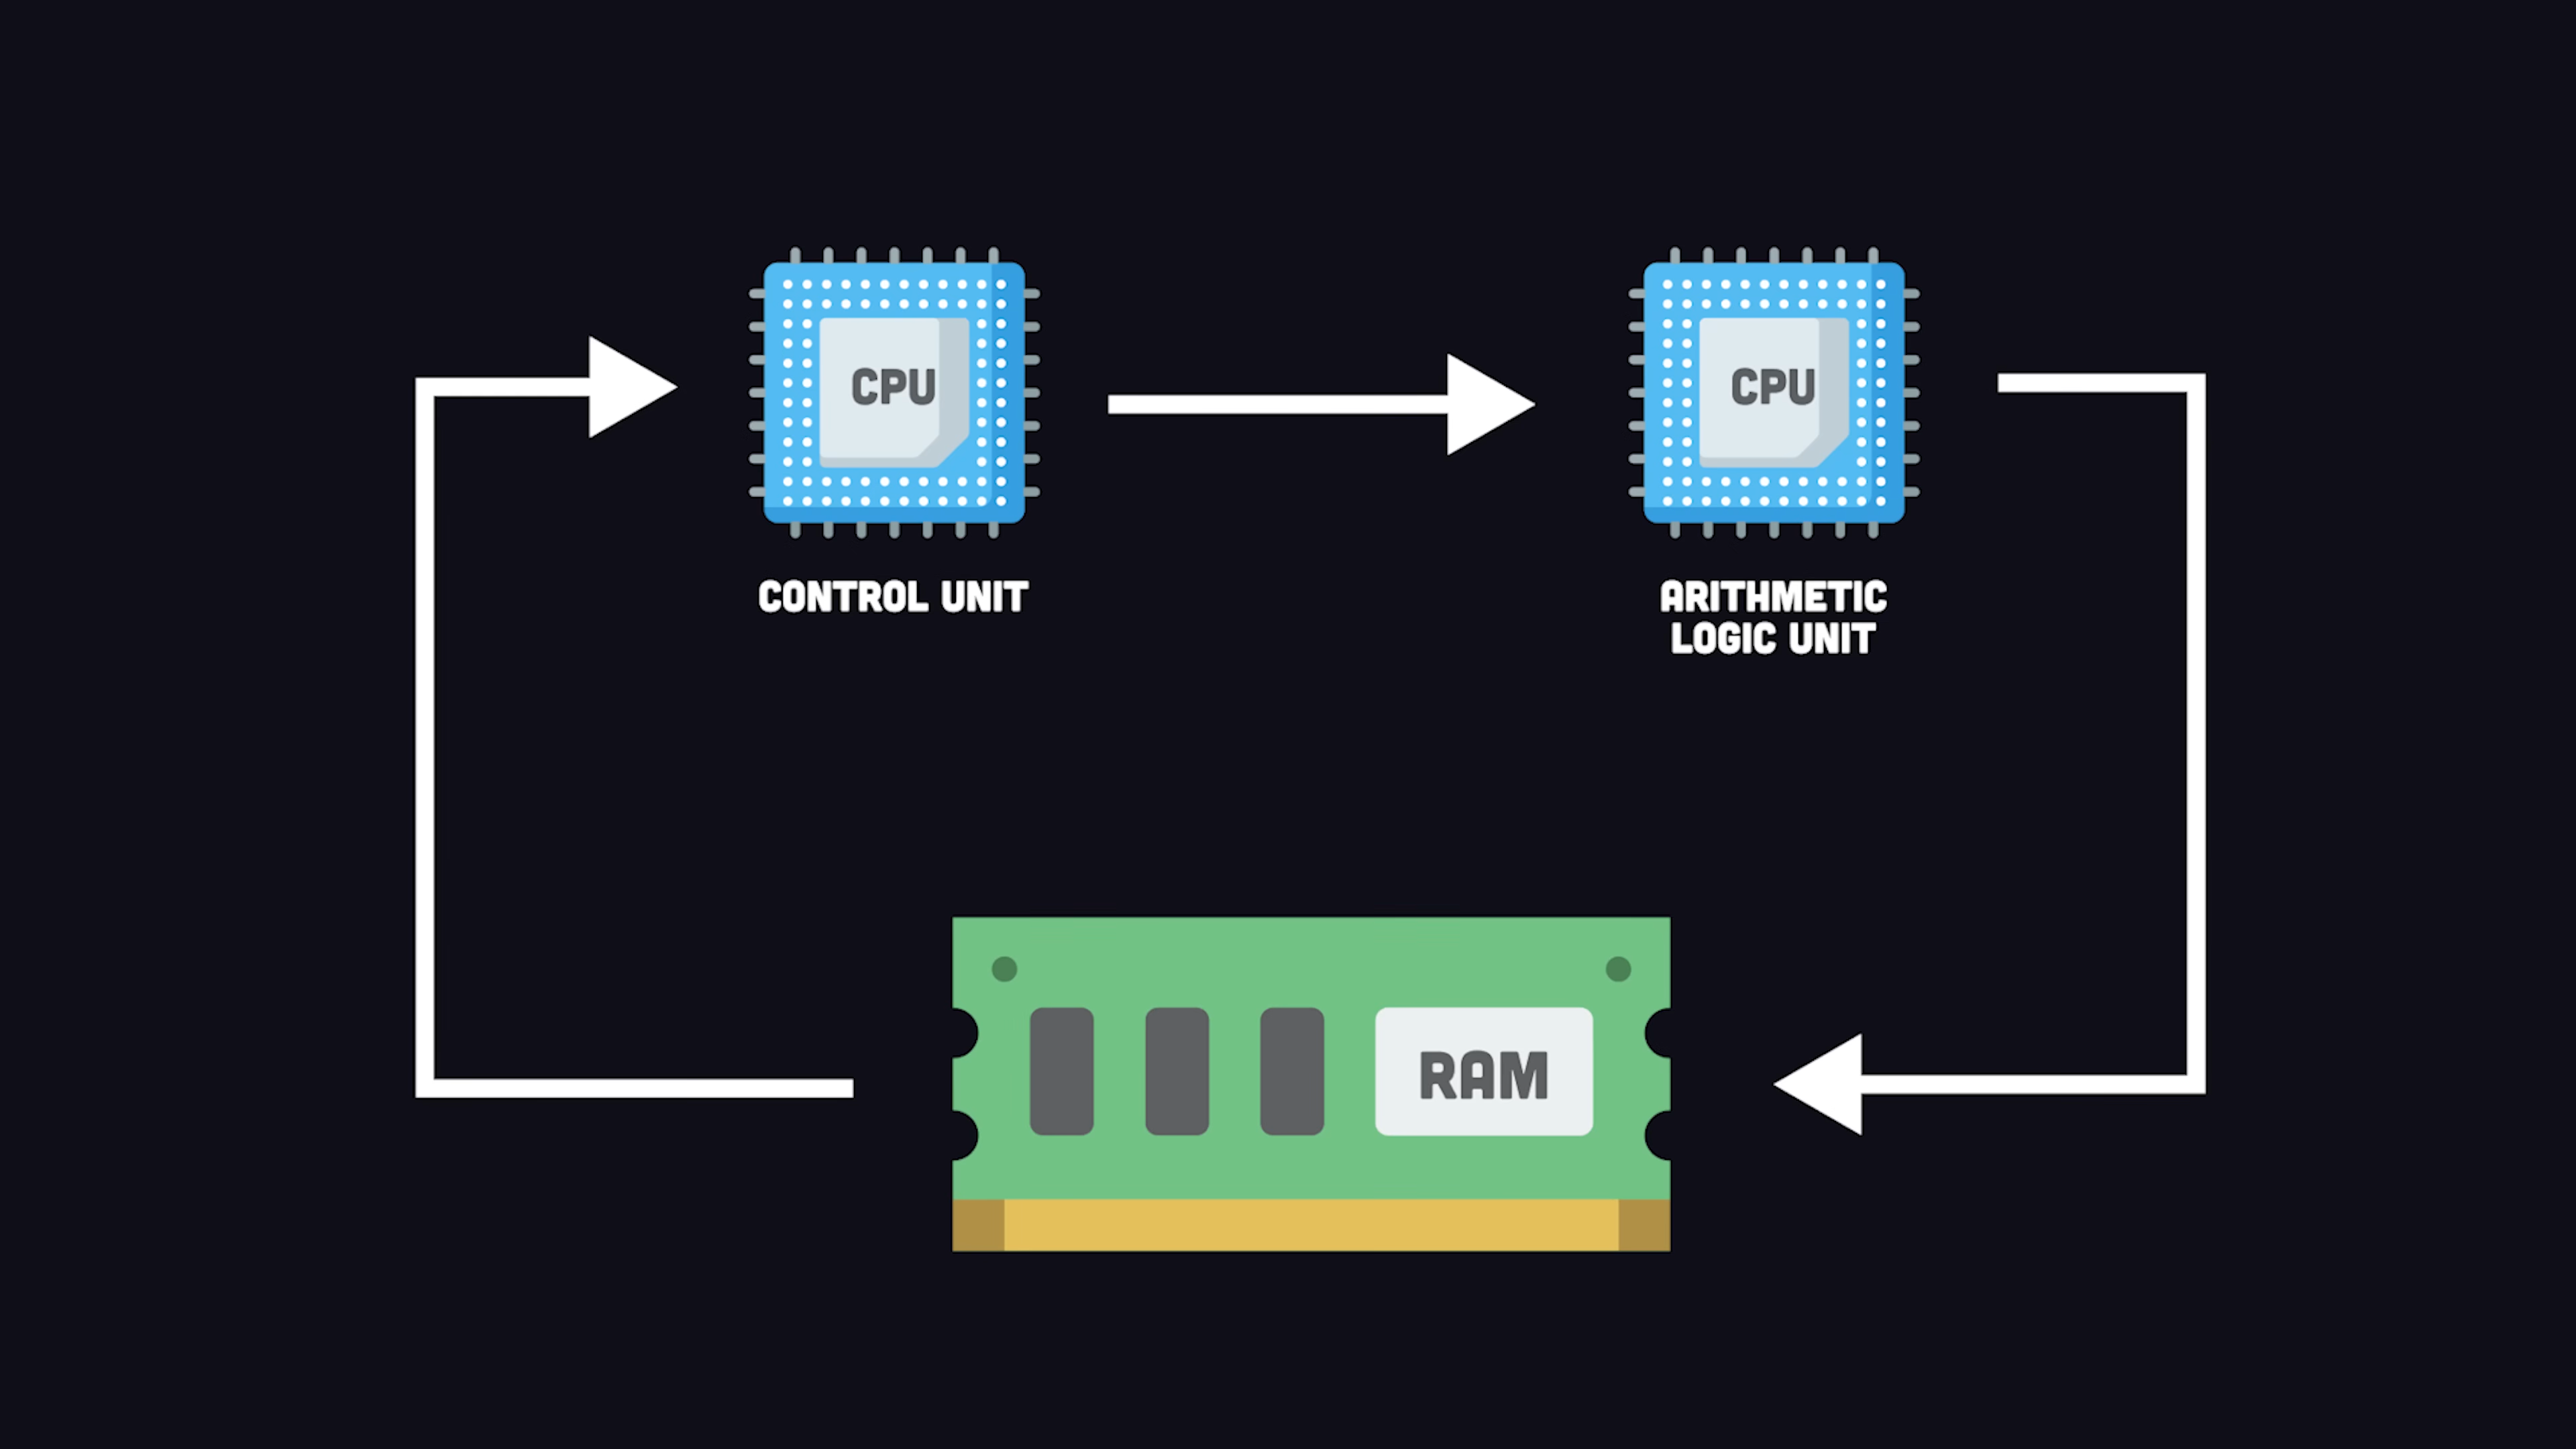 CPU
CPU
CONTROL UNIT
ARITHMETIC
LOGIC UNIT
RAM